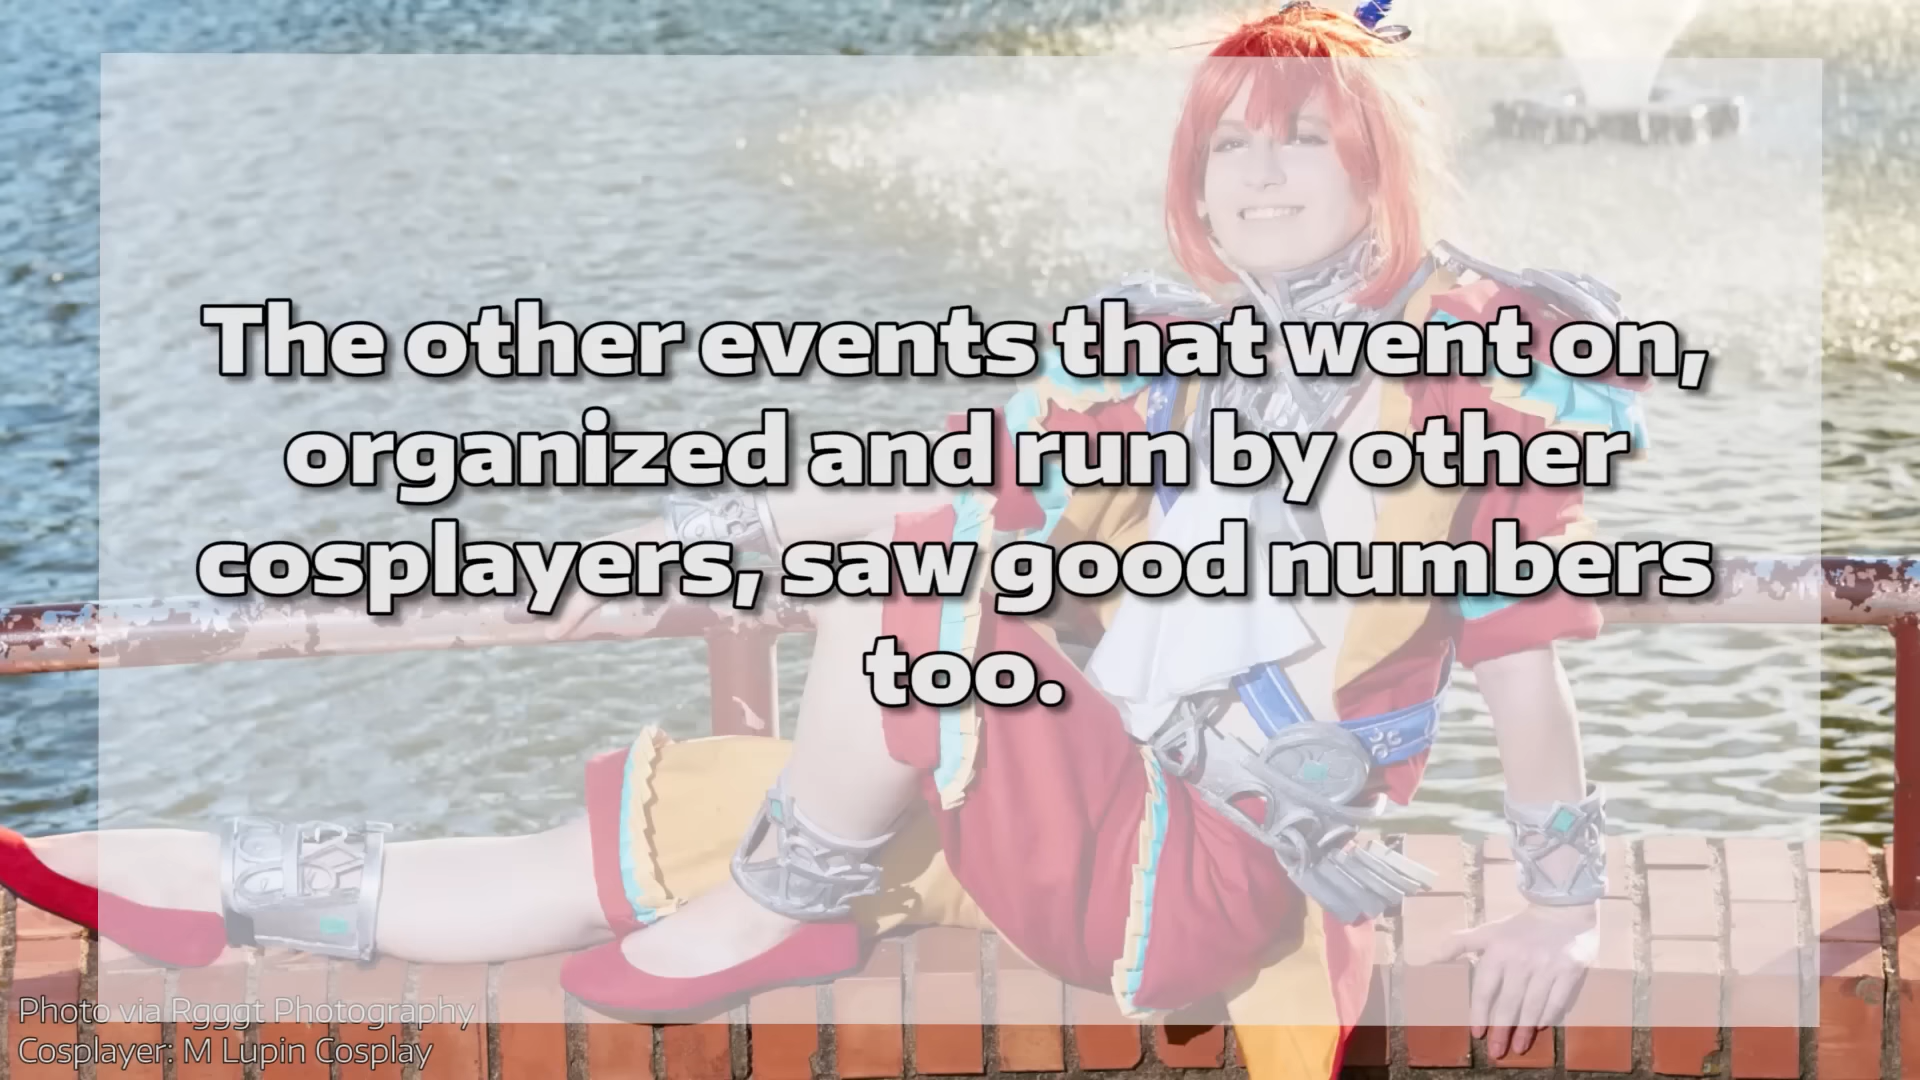 The other events that went on,
organized and run by other
cosplayers, saw good numbers
too.
Photo via Rgggt Photography
Cosplayer: M Lupin Cosplay